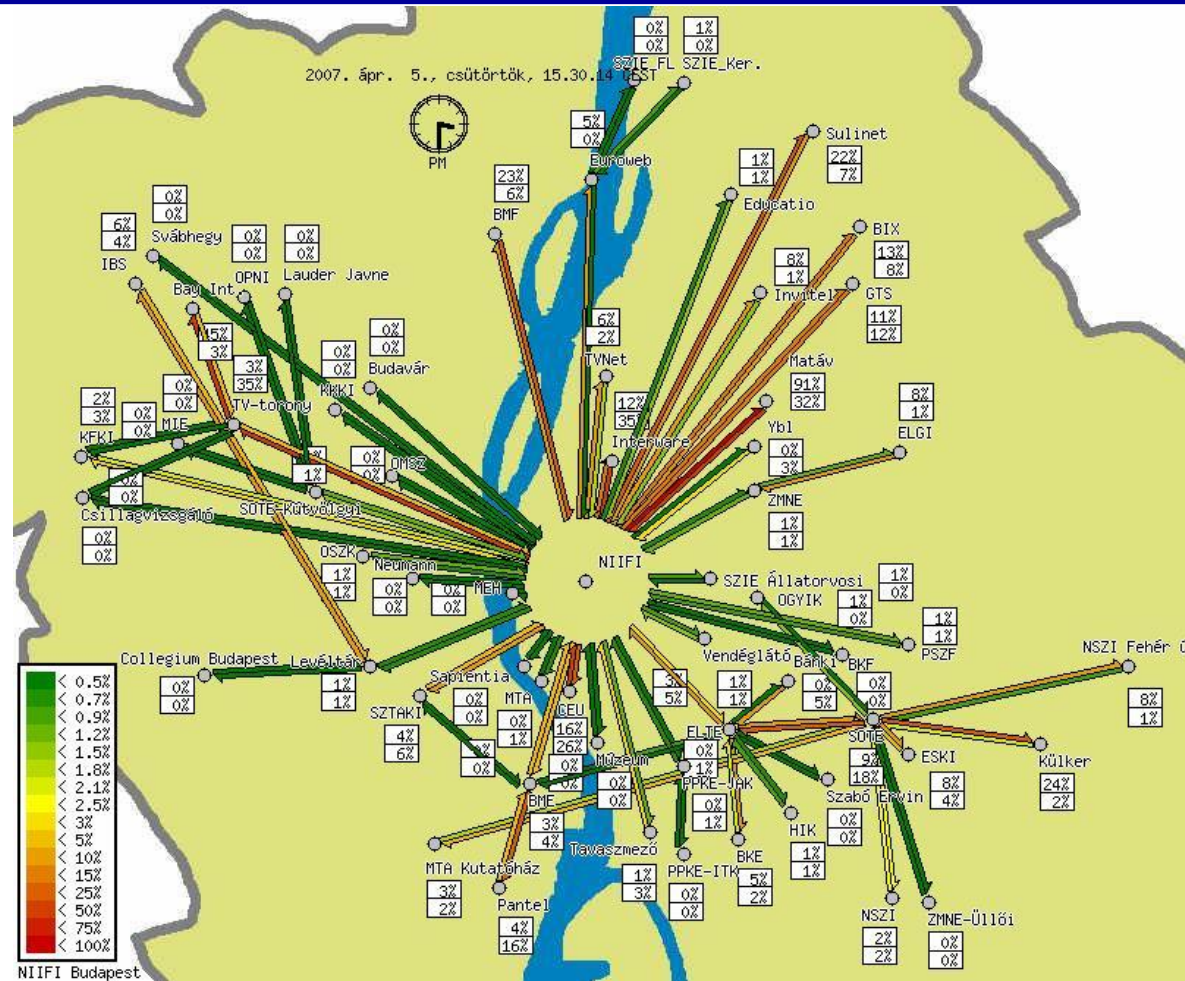 0% 1%
0% 0%
SZIE_FL SZIE_Ker.
2007. ápr. 5., csütörtök, 15.30.14 CEST
PM
5%
0%
Euroweb
Sulinet
22%
7%
1%
1%
Educatio
23%
6%
BMF
BIX
13%
8%
0%
0%
Svábhegy
6%
4%
IBS
0%
0%
OPNI
0%
0%
Lauder Javne
8%
1%
Invitel
GTS
11%
12%
Bay Int.
3%
6%
2%
TVNet
0%
0%
Budavár
Matáv
91%
32%
3%
35%
TV-torony
0%
0%
KKKI
2%
3%
KFKI
0%
0%
0%
0%
MIE
12%
35%
Interware
Ybl
0%
3%
8%
1%
ELGI
1%
0%
0%
OMSZ
SOTE-Kútvölgyi
ZMNE
1%
1%
0%
Csillagvizsgáló
0%
0%
OSZK
1%
1%
Neumann
0%
0%
0%
0%
MEH
NIIFI
SZIE Állatorvosi
1%
0%
OGYIK
1%
0%
PSZF
1%
1%
Vendéglátó
Bánki
0%
5%
BKF
0%
0%
NSZI Fehér
8%
1%
Collegium Budapest
0%
0%
Levéltár
1%
1%
SZTAKI
4%
6%
Sapientia
0%
0%
MTA
0%
1%
CEU
16%
26%
0%
0%
0%
Múzeum
0%
0%
3%
5%
1%
1%
ELTE
0%
1%
PPKE-JAK
0%
1%
SOTE
9%
18%
ESKI
8%
4%
Külker
24%
2%
Szabó Ervin
0%
0%
HIK
1%
1%
BME
3%
4%
MTA Kutatóház
3%
2%
Pantel
4%
16%
Tavaszmező
1%
3%
PPKE-ITK
0%
0%
BKE
5%
2%
NSZI
2%
2%
ZMNE-Üllői
0%
0%
< 0.5%
< 0.7%
< 0.9%
< 1.2%
< 1.5%
< 1.8%
< 2.1%
< 2.5%
< 3%
< 5%
< 10%
< 15%
< 25%
< 50%
< 75%
< 100%
NIIFI Budapest